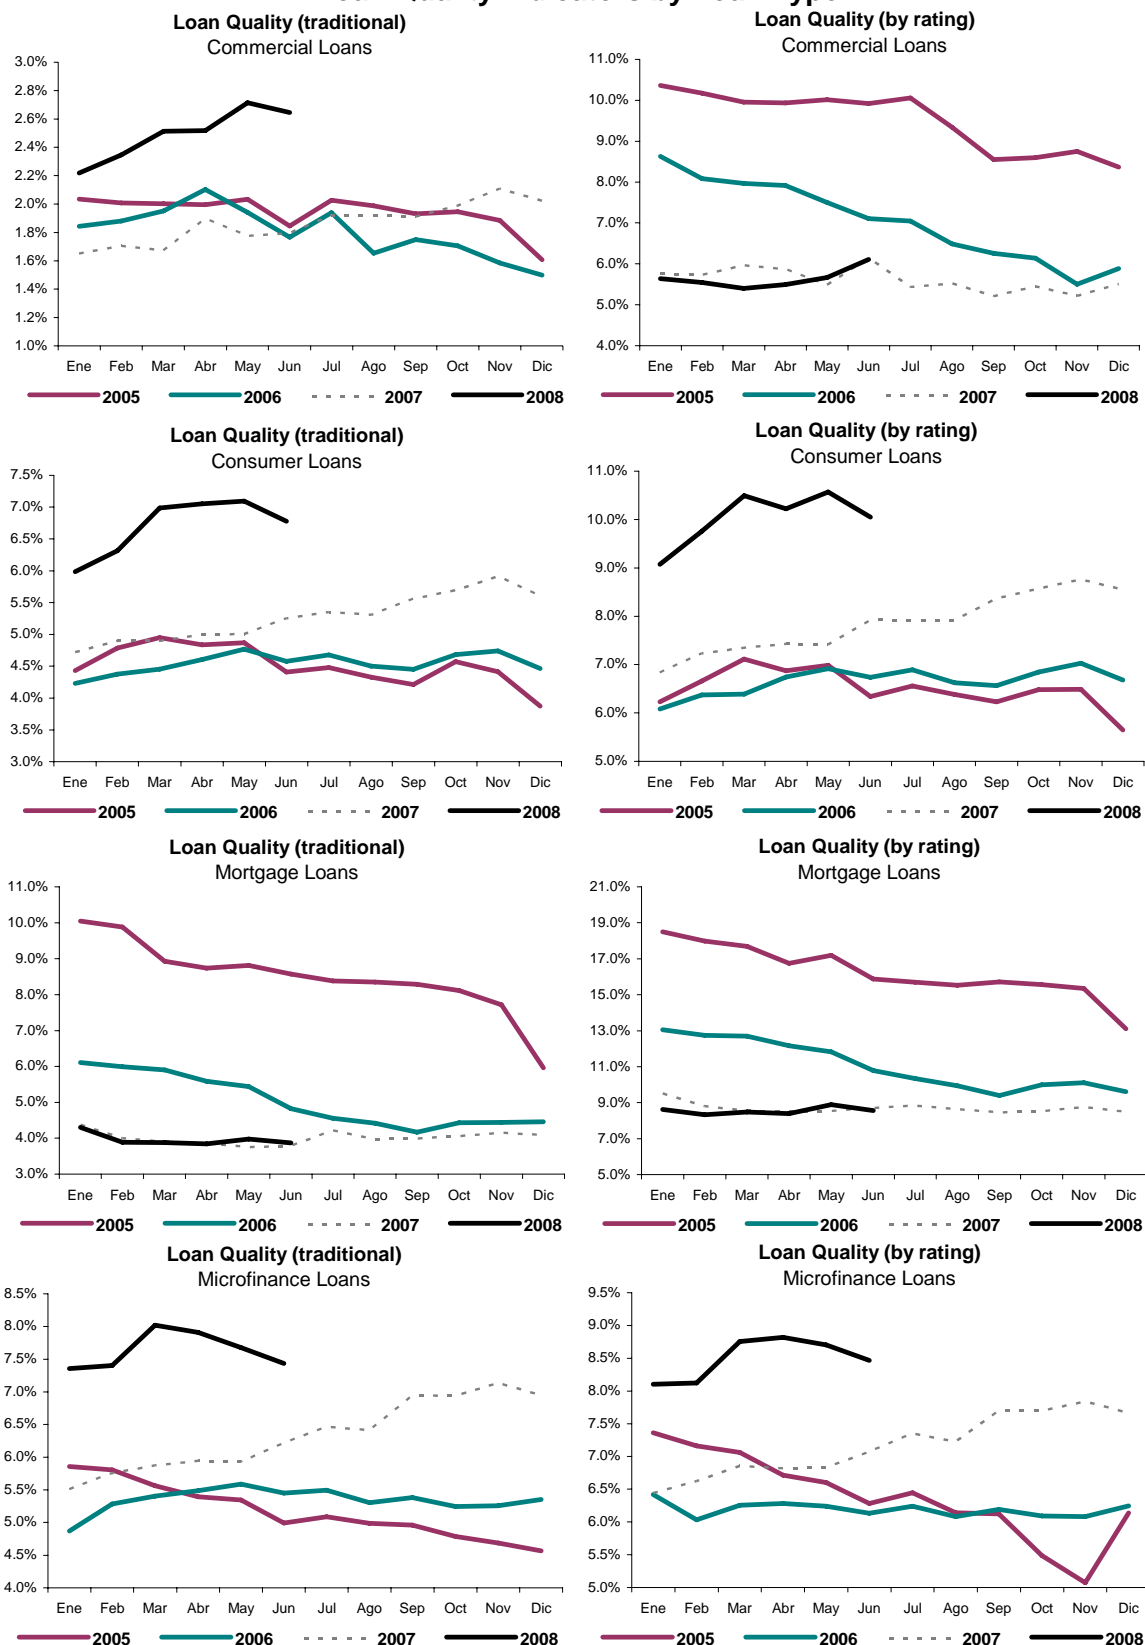 Loan Quality (traditional)
Commercial Loans
3.0%
2.8%
2.6%
2.4%
2.2%
2.0%
1.8%
1.6%
1.4%
1.2%
1.0%
Ene Feb Mar Abr May Jun Jul Ago Sep Oct Nov Dic
2005 2006 2007 2008
Loan Quality (by rating)
Commercial Loans
11.0%
10.0%
9.0%
8.0%
7.0%
6.0%
5.0%
4.0%
Ene Feb Mar Abr May Jun Jul Ago Sep Oct Nov Dic
2005 2006 2007 2008
Loan Quality (traditional)
Consumer Loans
7.5%
7.0%
6.5%
6.0%
5.5%
5.0%
4.5%
4.0%
3.5%
3.0%
Ene Feb Mar Abr May Jun Jul Ago Sep Oct Nov Dic
2005 2006 2007 2008
Loan Quality (by rating)
Consumer Loans
11.0%
10.0%
9.0%
8.0%
7.0%
6.0%
5.0%
Ene Feb Mar Abr May Jun Jul Ago Sep Oct Nov Dic
2005 2006 2007 2008
Loan Quality (traditional)
Mortgage Loans
11.0%
10.0%
9.0%
8.0%
7.0%
6.0%
5.0%
4.0%
3.0%
Ene Feb Mar Abr May Jun Jul Ago Sep Oct Nov Dic
2005 2006 2007 2008
Loan Quality (by rating)
Mortgage Loans
21.0%
19.0%
17.0%
15.0%
13.0%
11.0%
9.0%
7.0%
5.0%
Ene Feb Mar Abr May Jun Jul Ago Sep Oct Nov Dic
2005 2006 2007 2008
Loan Quality (traditional)
Microfinance Loans
8.5%
8.0%
7.5%
7.0%
6.5%
6.0%
5.5%
5.0%
4.5%
4.0%
Ene Feb Mar Abr May Jun Jul Ago Sep Oct Nov Dic
2005 2006 2007 2008
Loan Quality (by rating)
Microfinance Loans
9.5%
9.0%
8.5%
8.0%
7.5%
7.0%
6.5%
6.0%
5.5%
5.0%
Ene Feb Mar Abr May Jun Jul Ago Sep Oct Nov Dic
2005 2006 2007 2008